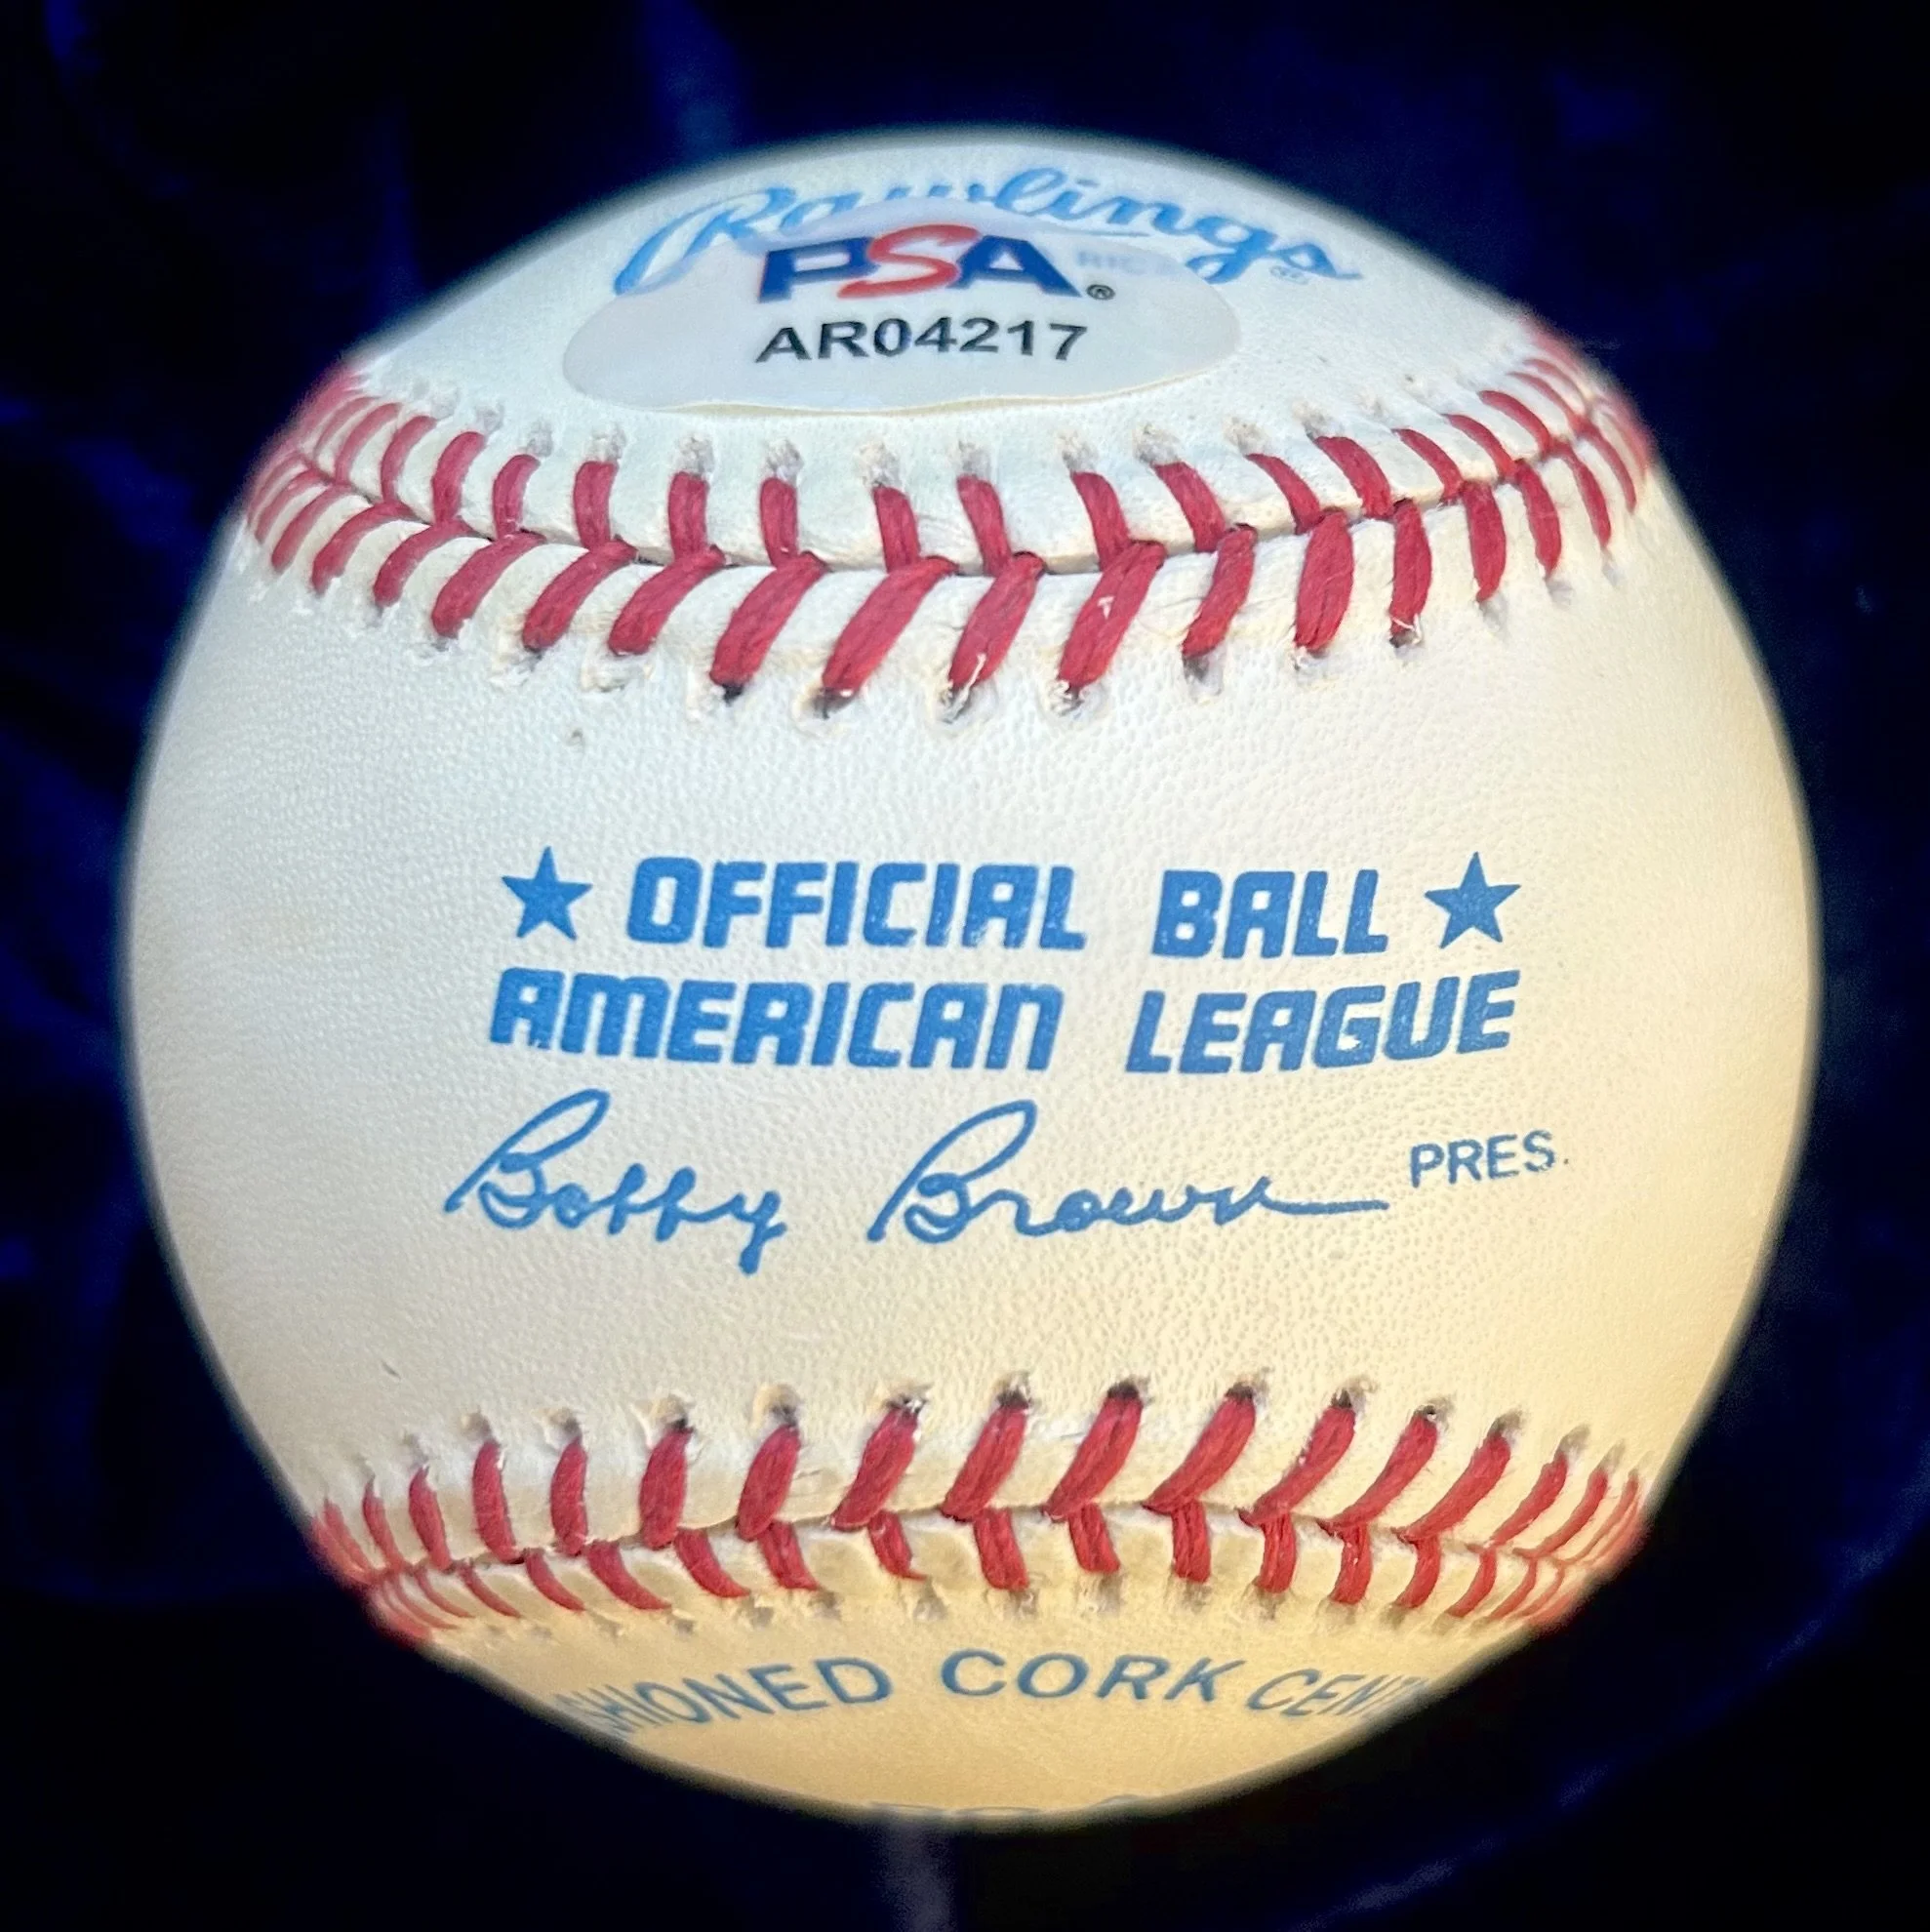 Rawlings®
PSA®
AR04217
★ OFFICIAL BALL ★
AMERICAN LEAGUE
Bobby Brown PRES.
CORK